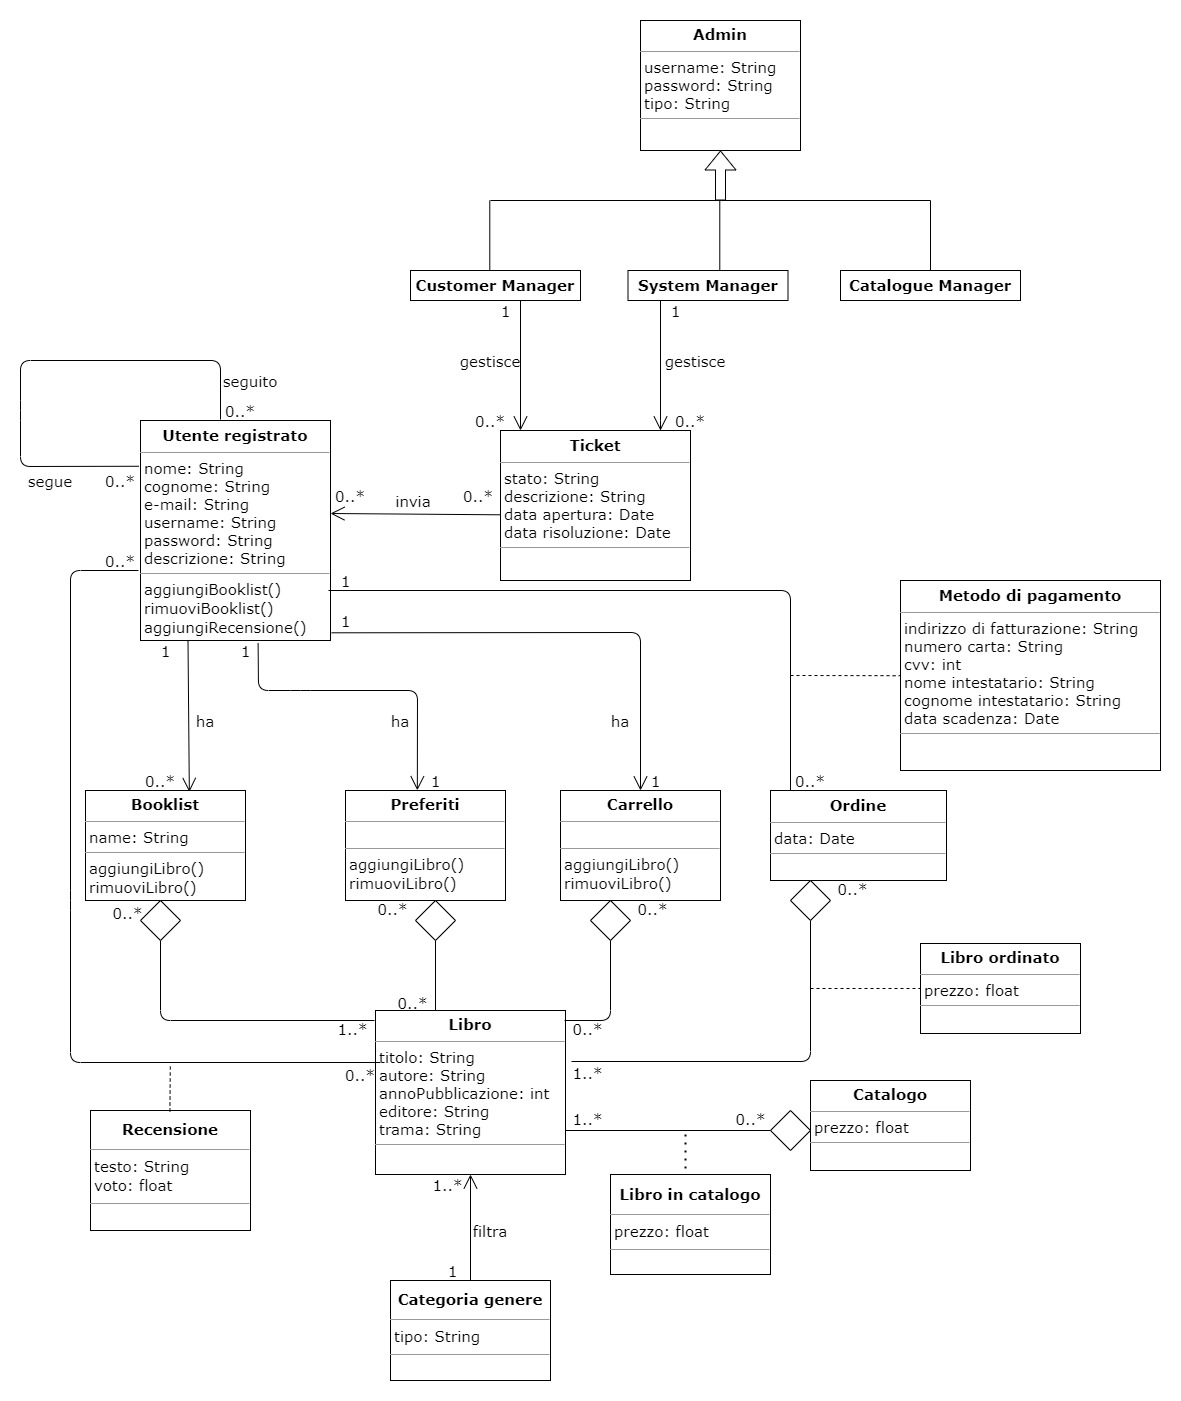 Admin
username: String
password: String
tipo: String
Customer Manager
System Manager
Catalogue Manager
1
1
gestisce
gestisce
0..*
0..*
seguito
0..*
segue
0..*
Utente registrato
nome: String
cognome: String
e-mail: String
username: String
password: String
descrizione: String
aggiungiBooklist()
rimuoviBooklist()
aggiungiRecensione()
0..*
invia
0..*
Ticket
stato: String
descrizione: String
data apertura: Date
data risoluzione: Date
0..*
1
1
1
1
Metodo di pagamento
indirizzo di fatturazione: String
numero carta: String
cvv: int
nome intestatario: String
cognome intestatario: String
data scadenza: Date
ha
ha
ha
0..*
1
1
0..*
Booklist
name: String
aggiungiLibro()
rimuoviLibro()
Preferiti
aggiungiLibro()
rimuoviLibro()
Carrello
aggiungiLibro()
rimuoviLibro()
Ordine
data: Date
0..*
0..*
0..*
0..*
Libro ordinato
prezzo: float
0..*
1..*
0..*
0..*
1..*
Libro
titolo: String
autore: String
annoPubblicazione: int
editore: String
trama: String
1..*
0..*
Catalogo
prezzo: float
Recensione
testo: String
voto: float
Libro in catalogo
prezzo: float
1..*
filtra
1
Categoria genere
tipo: String